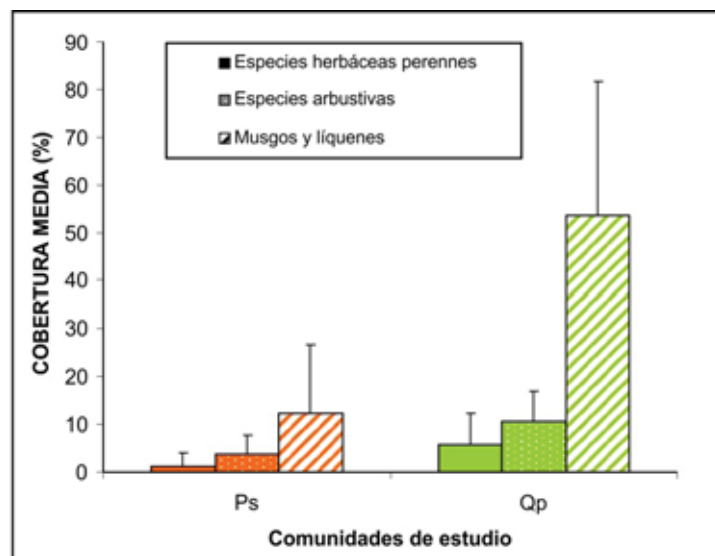 90
80
70
60
50
40
30
20
10
0
COBERTURA MEDIA (%)
Especies herbáceas perennes
Especies arbustivas
Musgos y líquenes
Ps
Qp
Comunidades de estudio